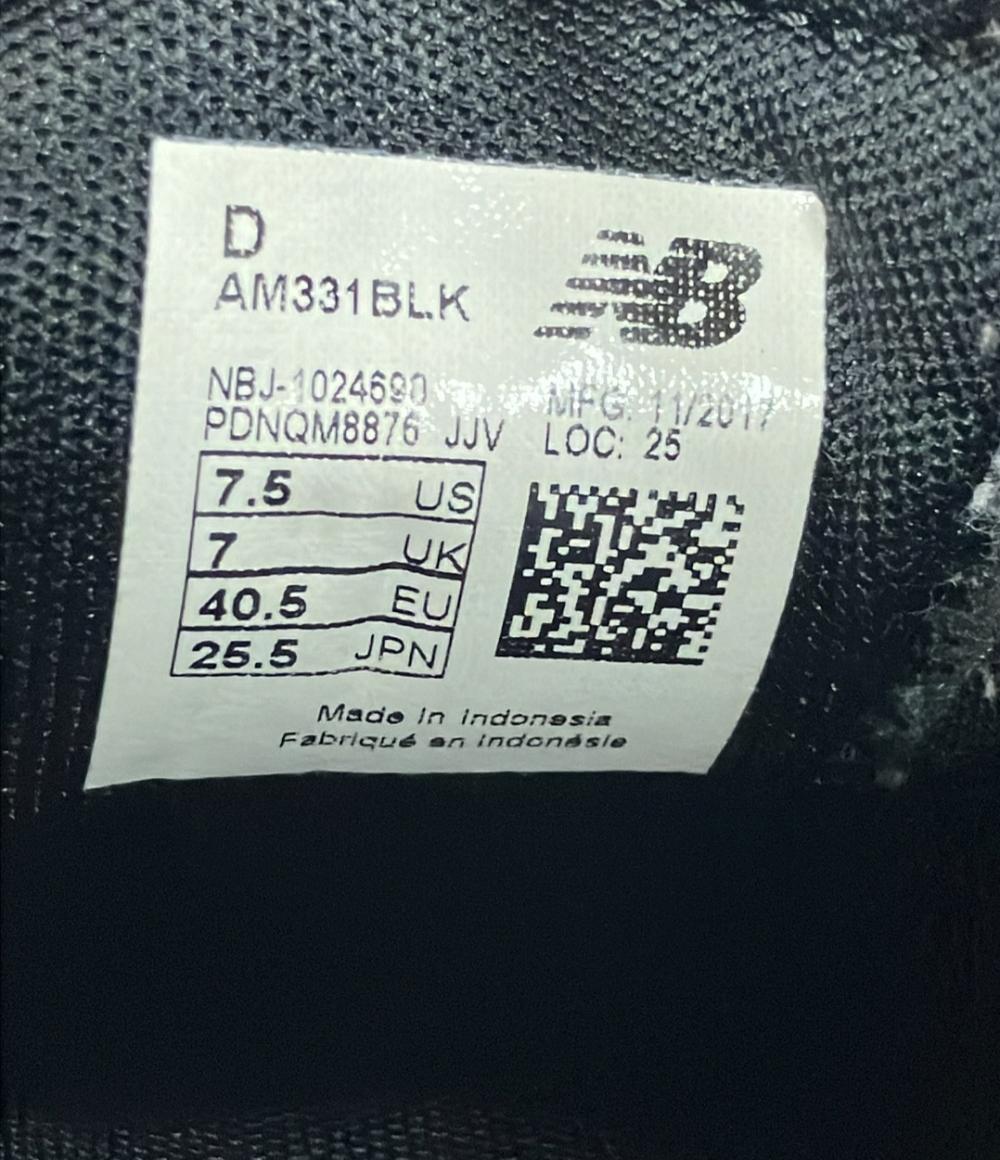 D
AM331BLK
NB
NBJ-1024690
PDNQM8876 JJV
MFG: 11/2017
LOC: 25
7.5 US
7 UK
40.5 EU
25.5 JPN
Made in Indonesia
Fabriqué en Indonésie